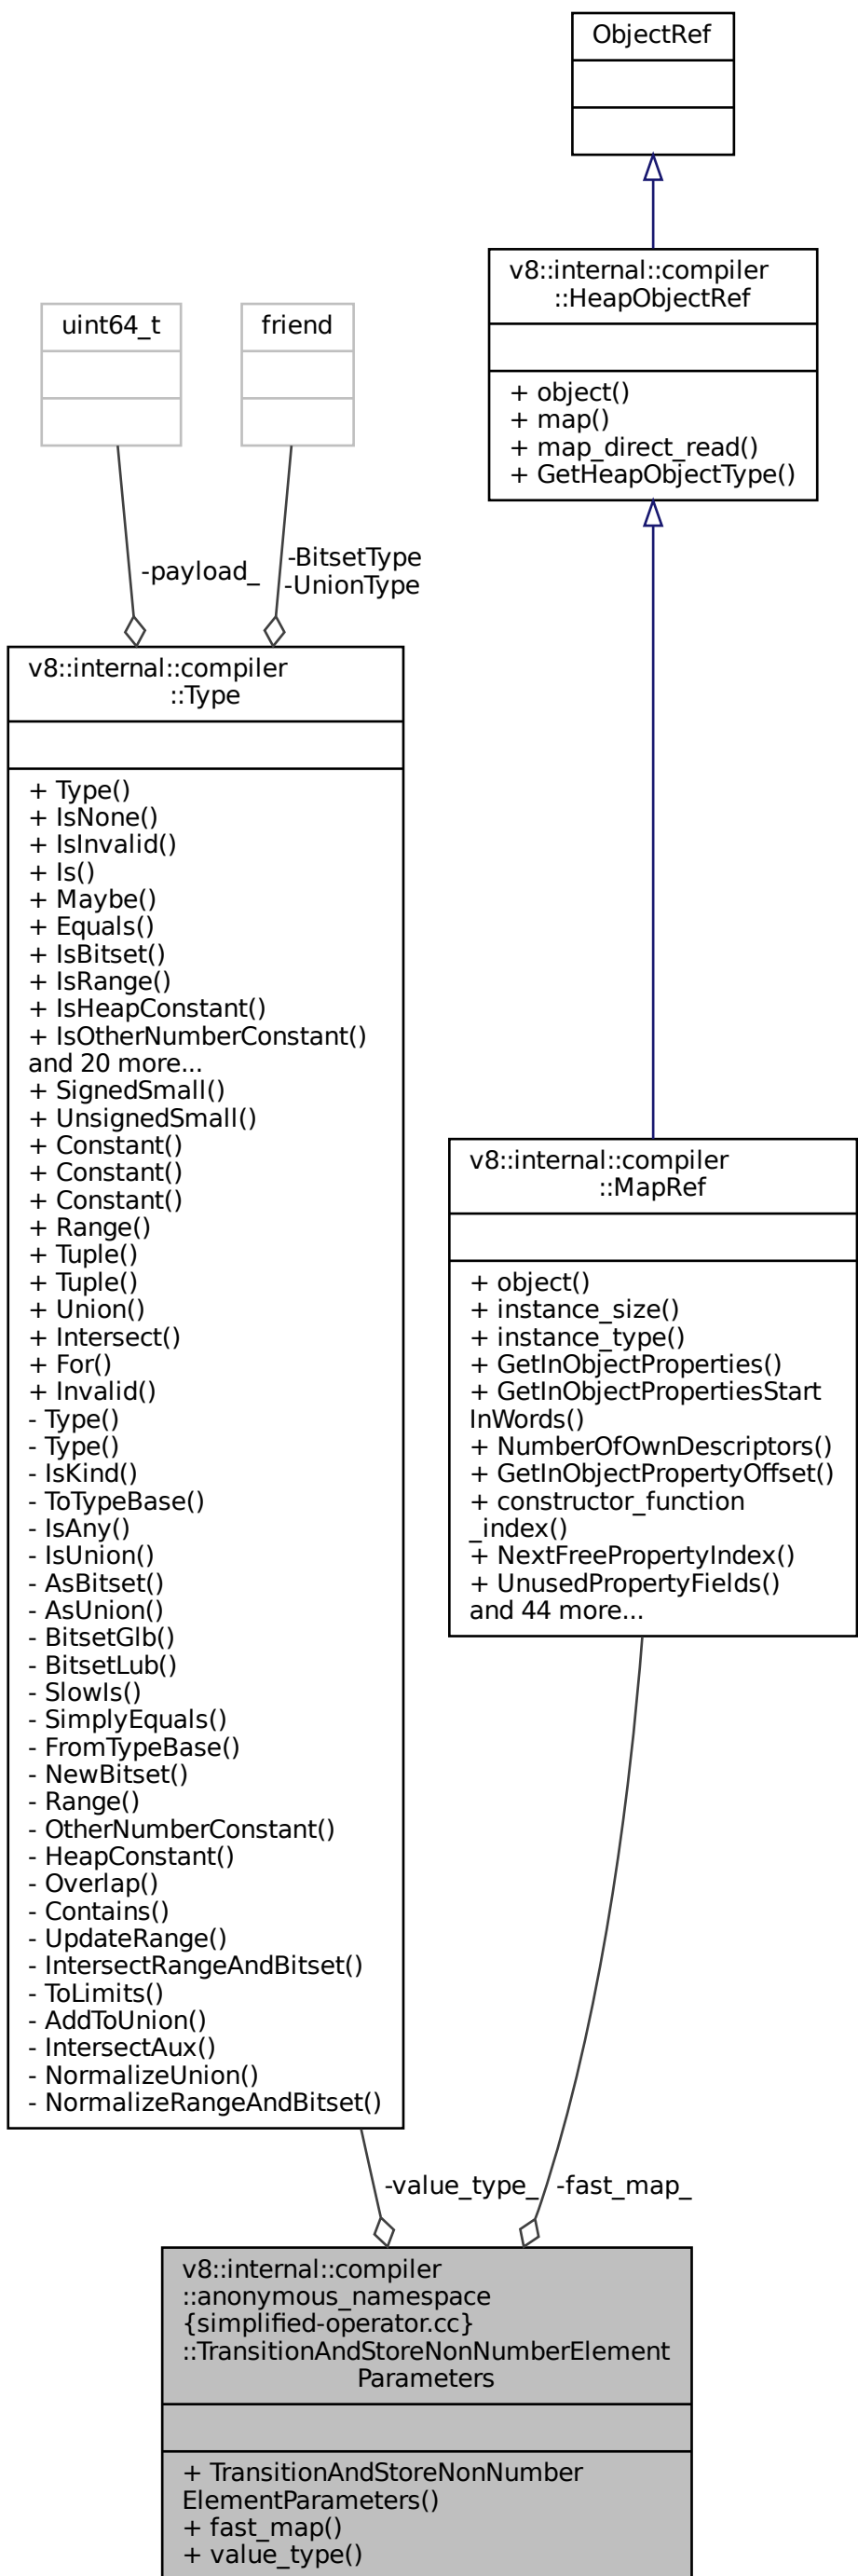 ObjectRef
v8::internal::compiler
::HeapObjectRef
+ object()
+ map()
+ map_direct_read()
+ GetHeapObjectType()
uint64_t
friend
-payload_
-BitsetType
-UnionType
v8::internal::compiler
::Type
+ Type()
+ IsNone()
+ IsInvalid()
+ Is()
+ Maybe()
+ Equals()
+ IsBitset()
+ IsRange()
+ IsHeapConstant()
+ IsOtherNumberConstant()
and 20 more...
+ SignedSmall()
+ UnsignedSmall()
+ Constant()
+ Constant()
+ Constant()
+ Range()
+ Tuple()
+ Tuple()
+ Union()
+ Intersect()
+ For()
+ Invalid()
- Type()
- Type()
- IsKind()
- ToTypeBase()
- IsAny()
- IsUnion()
- AsBitset()
- AsUnion()
- BitsetGlb()
- BitsetLub()
- SlowIs()
- SimplyEquals()
- FromTypeBase()
- NewBitset()
- Range()
- OtherNumberConstant()
- HeapConstant()
- Overlap()
- Contains()
- UpdateRange()
- IntersectRangeAndBitset()
- ToLimits()
- AddToUnion()
- IntersectAux()
- NormalizeUnion()
- NormalizeRangeAndBitset()
v8::internal::compiler
::MapRef
+ object()
+ instance_size()
+ instance_type()
+ GetInObjectProperties()
+ GetInObjectPropertiesStart
InWords()
+ NumberOfOwnDescriptors()
+ GetInObjectPropertyOffset()
+ constructor_function
_index()
+ NextFreePropertyIndex()
+ UnusedPropertyFields()
and 44 more...
-value_type_
-fast_map_
v8::internal::compiler
::anonymous_namespace
{simplified-operator.cc}
::TransitionAndStoreNonNumberElement
Parameters
+ TransitionAndStoreNonNumber
ElementParameters()
+ fast_map()
+ value_type()